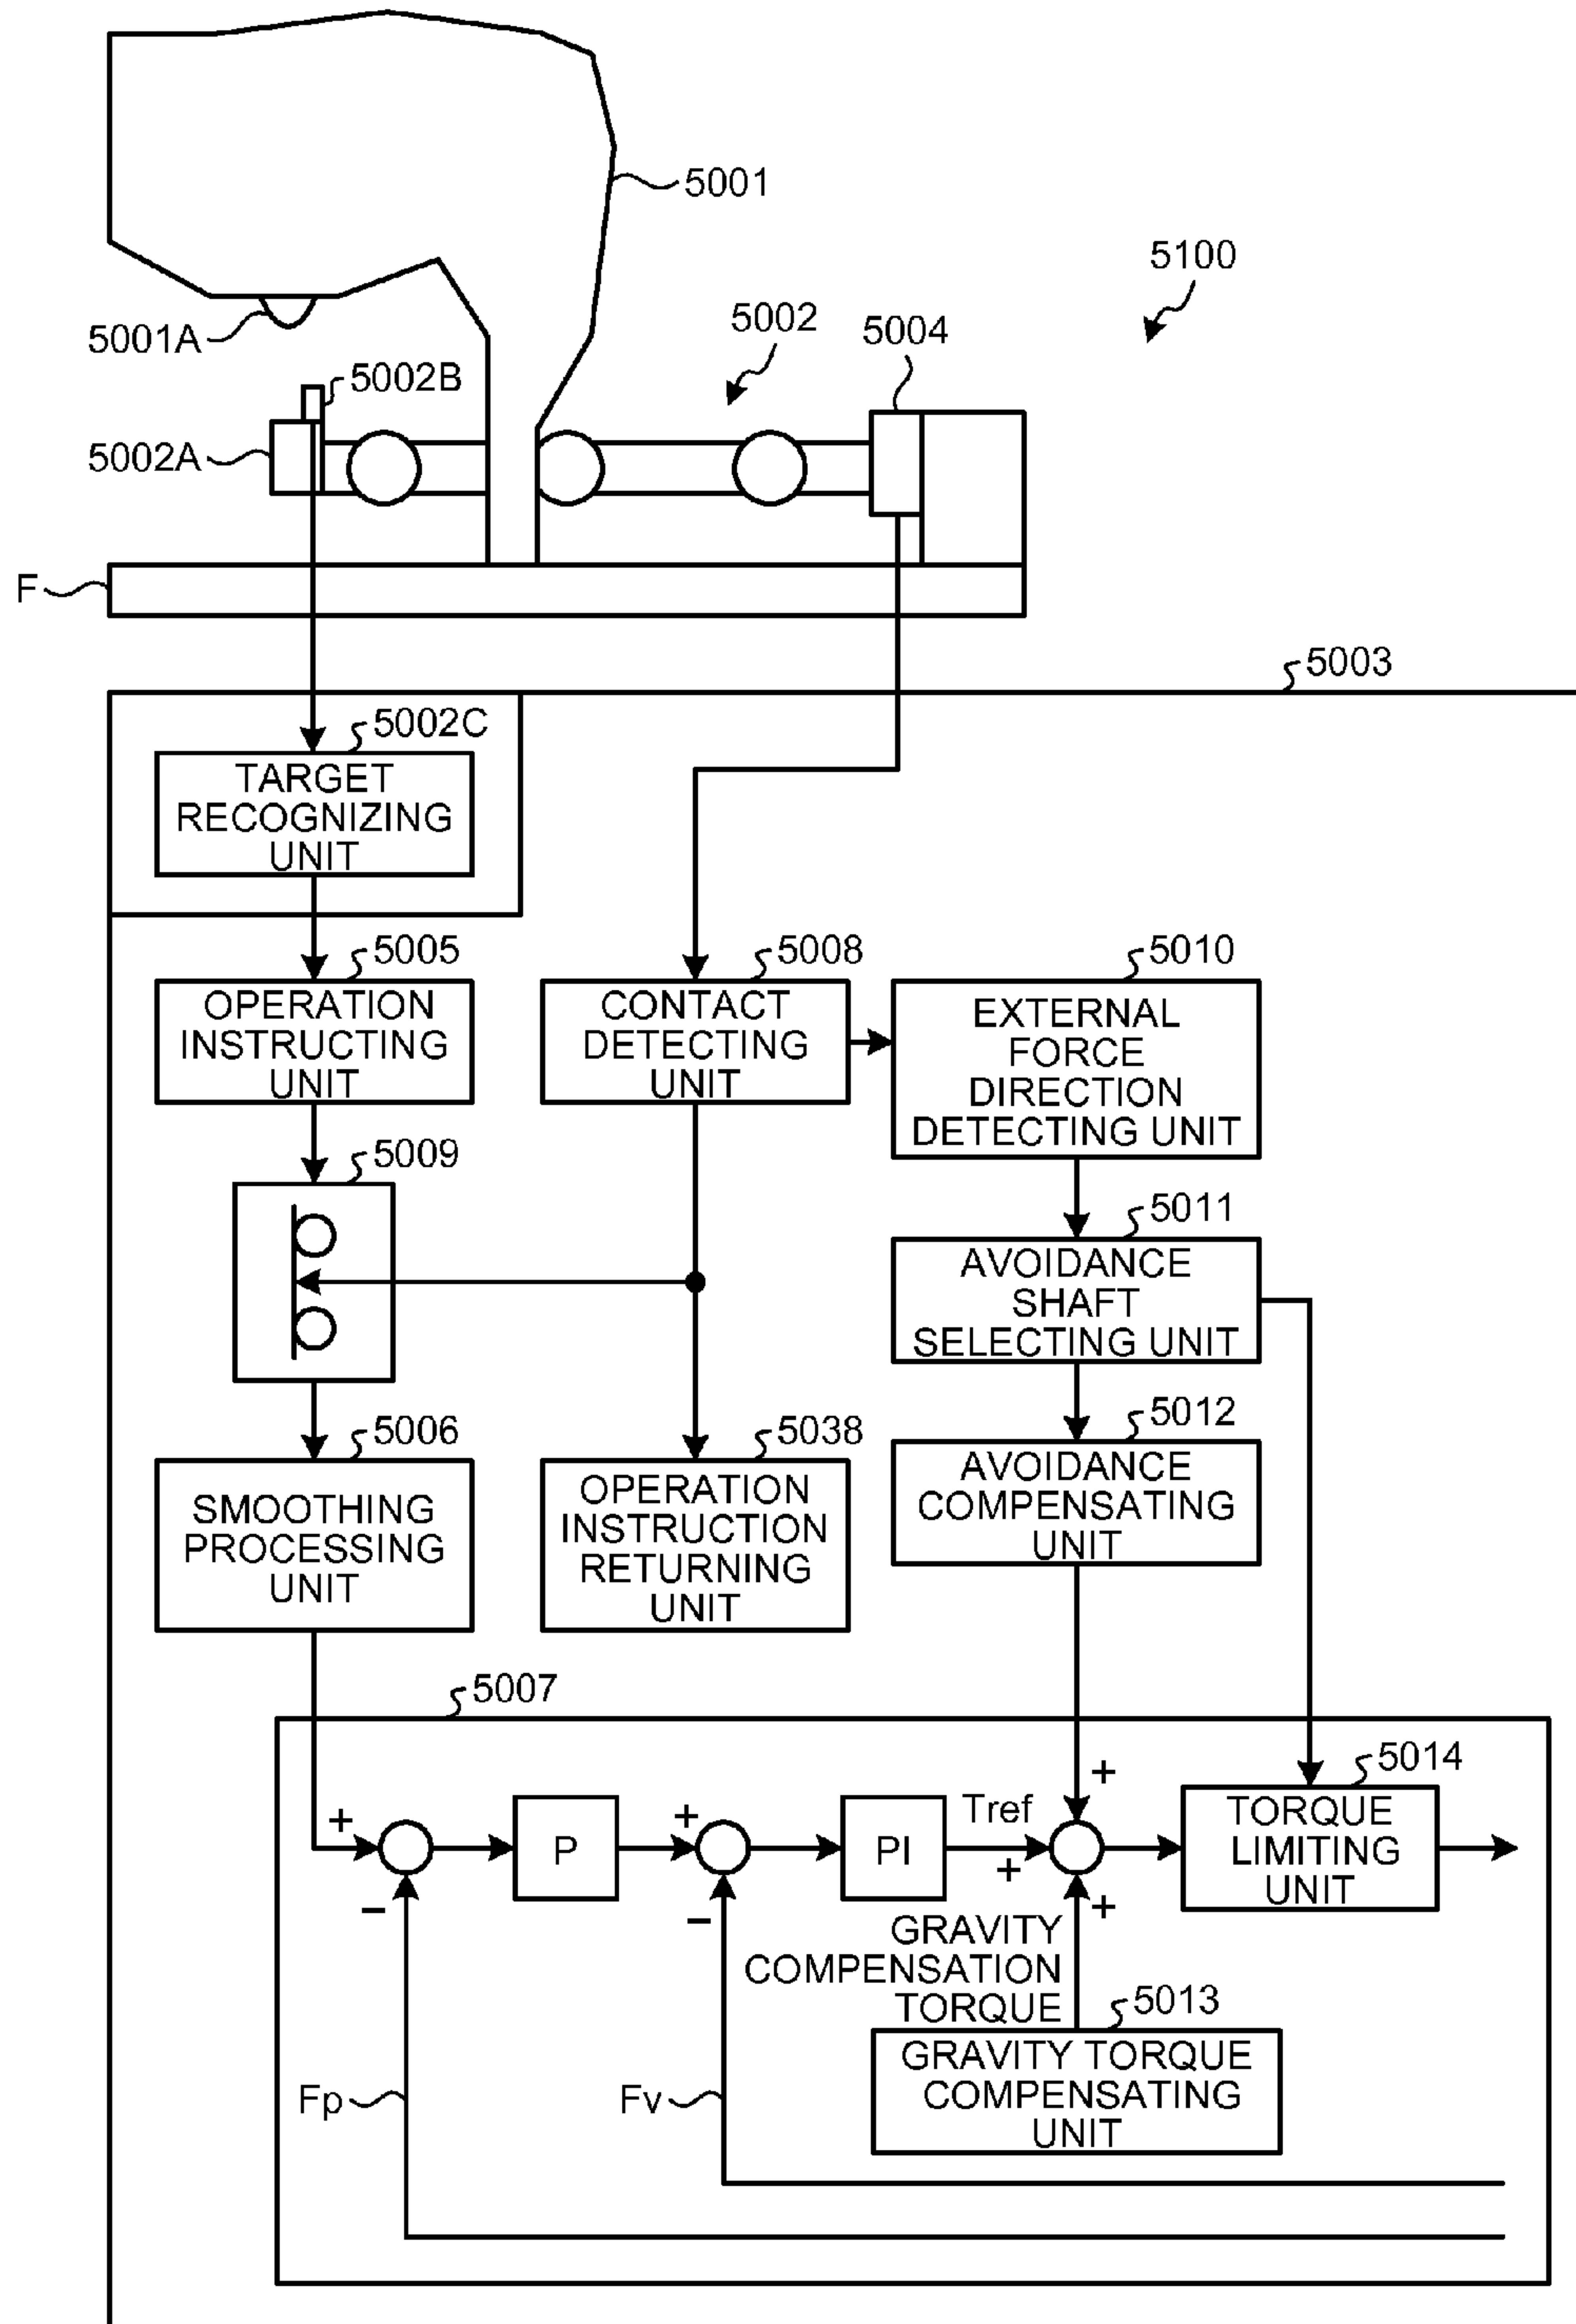 5001
5100
5001A
5002
5004
5002B
5002A
F
5003
5002C
TARGET
RECOGNIZING
UNIT
5005
OPERATION
INSTRUCTING
UNIT
5008
CONTACT
DETECTING
UNIT
5010
EXTERNAL
FORCE
DIRECTION
DETECTING UNIT
5009
5011
AVOIDANCE
SHAFT
SELECTING UNIT
5006
SMOOTHING
PROCESSING
UNIT
5038
OPERATION
INSTRUCTION
RETURNING
UNIT
5012
AVOIDANCE
COMPENSATING
UNIT
5007
5014
TORQUE
LIMITING
UNIT
+
P
+
PI
Tref
+
+
+
−
−
GRAVITY
COMPENSATION
TORQUE
5013
GRAVITY TORQUE
COMPENSATING
UNIT
Fp
Fv